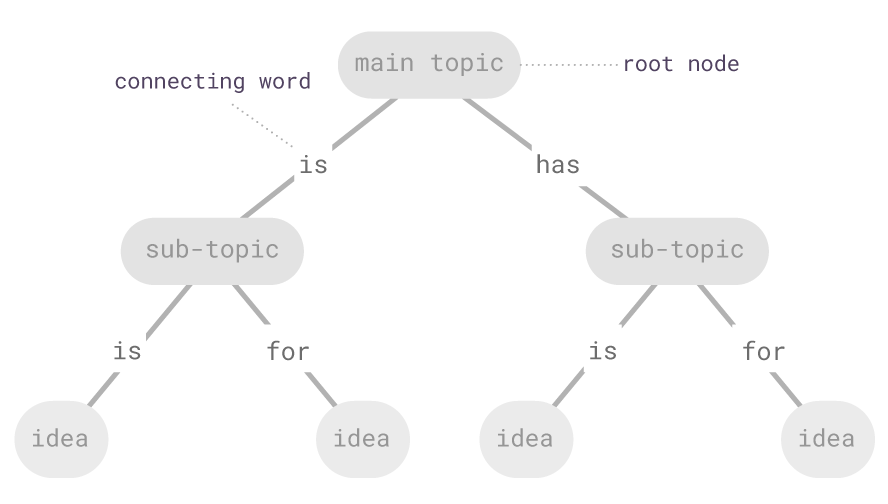 main topic
root node
connecting word
is
has
sub-topic
sub-topic
is
for
is
for
idea
idea
idea
idea